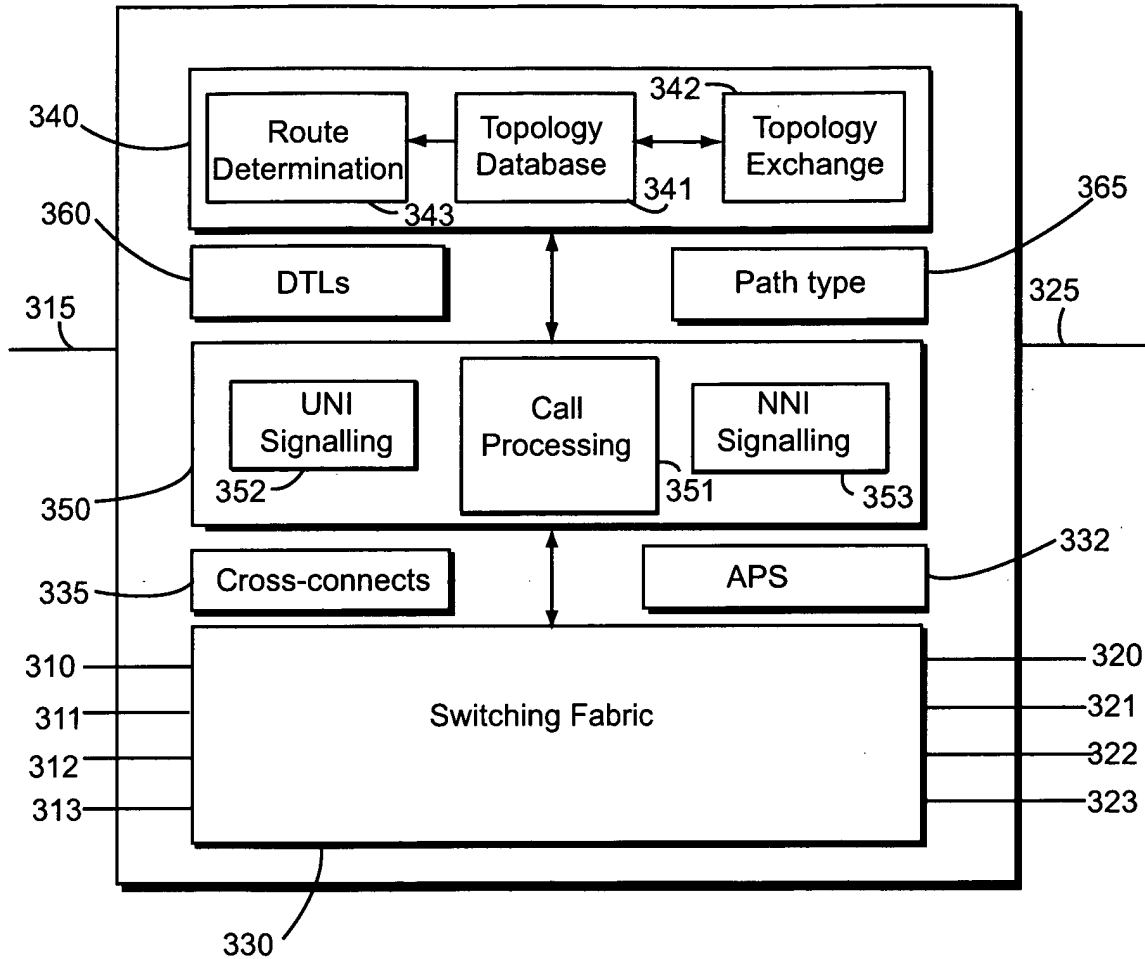 342
340
Route
Determination
Topology
Database
Topology
Exchange
343
341
365
360
DTLs
Path type
315
325
UNI
Signalling
Call
Processing
NNI
Signalling
352
351
353
350
332
Cross-connects
APS
335
310
320
311
Switching Fabric
321
312
322
313
323
330